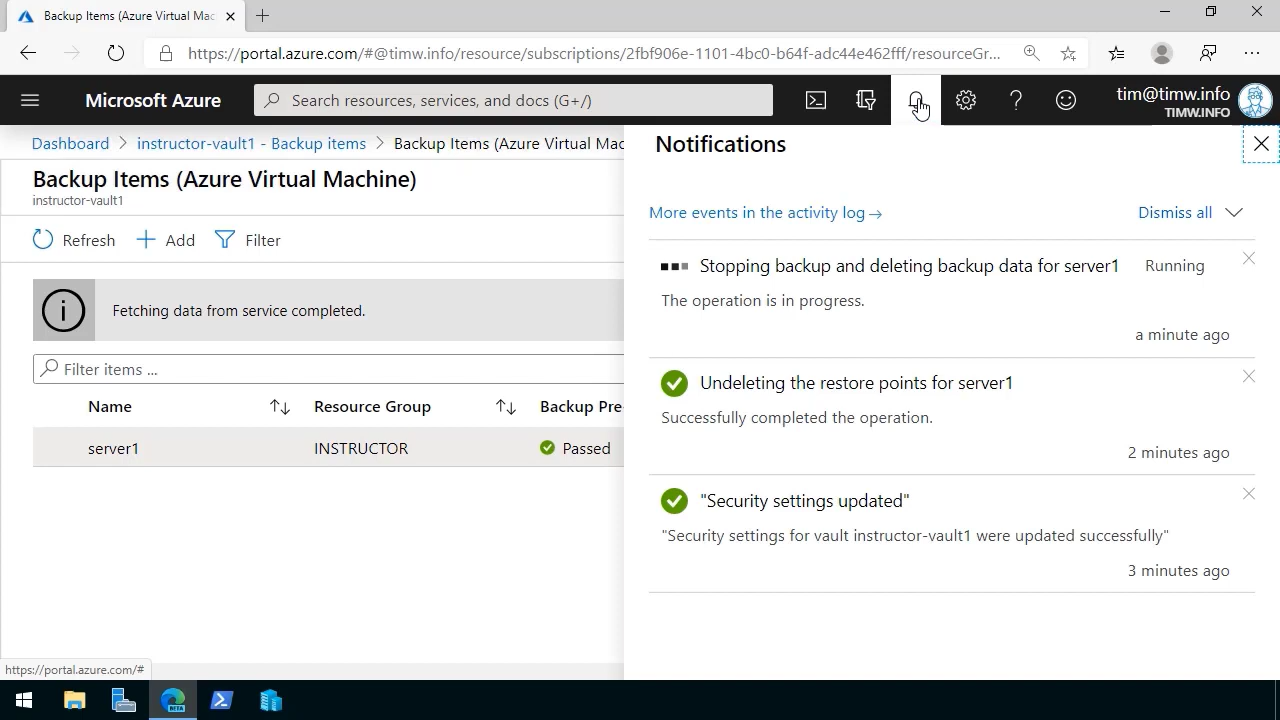 Backup Items (Azure Virtual Mac
https://portal.azure.com/#@timw.info/resource/subscriptions/2fbf906e-1101-4bc0-b64f-adc44e462fff/resourceGr...
Microsoft Azure
Search resources, services, and docs (G+/)
tim@timw.info
TIMW.INFO
Dashboard > instructor-vault1 - Backup items > Backup Items (Azure Virtual Mac
Backup Items (Azure Virtual Machine)
instructor-vault1
Refresh
Add
Filter
Fetching data from service completed.
Filter items ...
Name
Resource Group
Backup Pre-
server1
INSTRUCTOR
Passed
Notifications
More events in the activity log →
Dismiss all
Stopping backup and deleting backup data for server1
Running
The operation is in progress.
a minute ago
Undeleting the restore points for server1
Successfully completed the operation.
2 minutes ago
"Security settings updated"
"Security settings for vault instructor-vault1 were updated successfully"
3 minutes ago
https://portal.azure.com/#
BETA